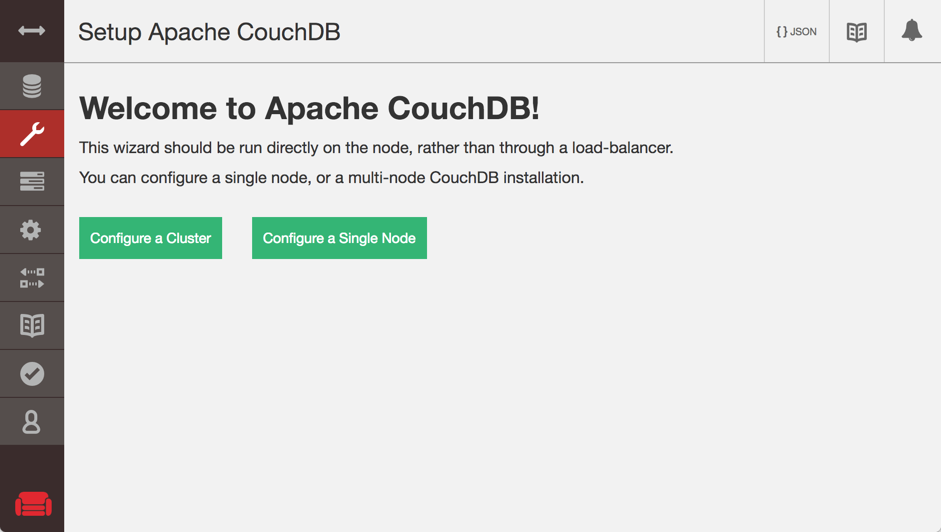 Setup Apache CouchDB
{ } JSON
Welcome to Apache CouchDB!
This wizard should be run directly on the node, rather than through a load-balancer.
You can configure a single node, or a multi-node CouchDB installation.
Configure a Cluster
Configure a Single Node